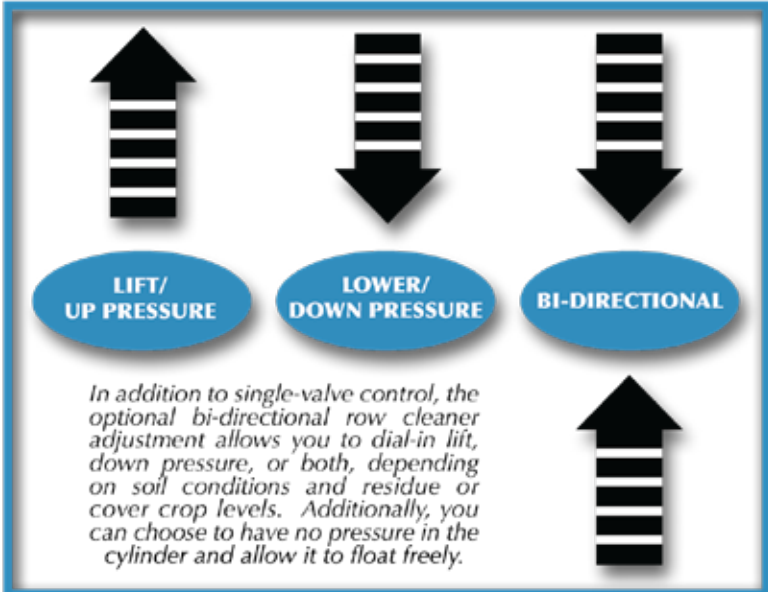 LIFT/
UP PRESSURE
LOWER/
DOWN PRESSURE
BI-DIRECTIONAL
In addition to single-valve control, the
optional bi-directional row cleaner
adjustment allows you to dial-in lift,
down pressure, or both, depending
on soil conditions and residue or
cover crop levels. Additionally, you
can choose to have no pressure in the
cylinder and allow it to float freely.